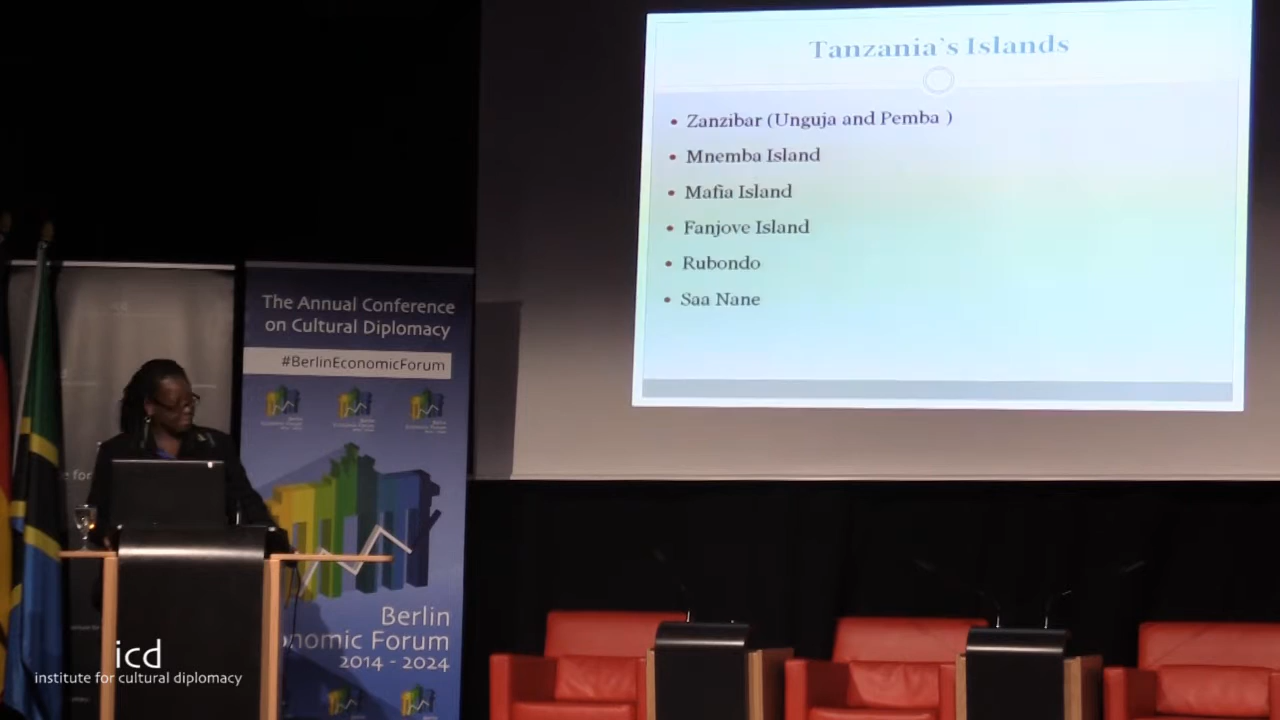 Tanzania`s Islands
• Zanzibar (Unguja and Pemba )
• Mnemba Island
• Mafia Island
• Fanjove Island
• Rubondo
• Saa Nane
The Annual Conference
on Cultural Diplomacy
#BerlinEconomicForum
Berlin
nomic Forum
2014 - 2024
icd
institute for cultural diplomacy